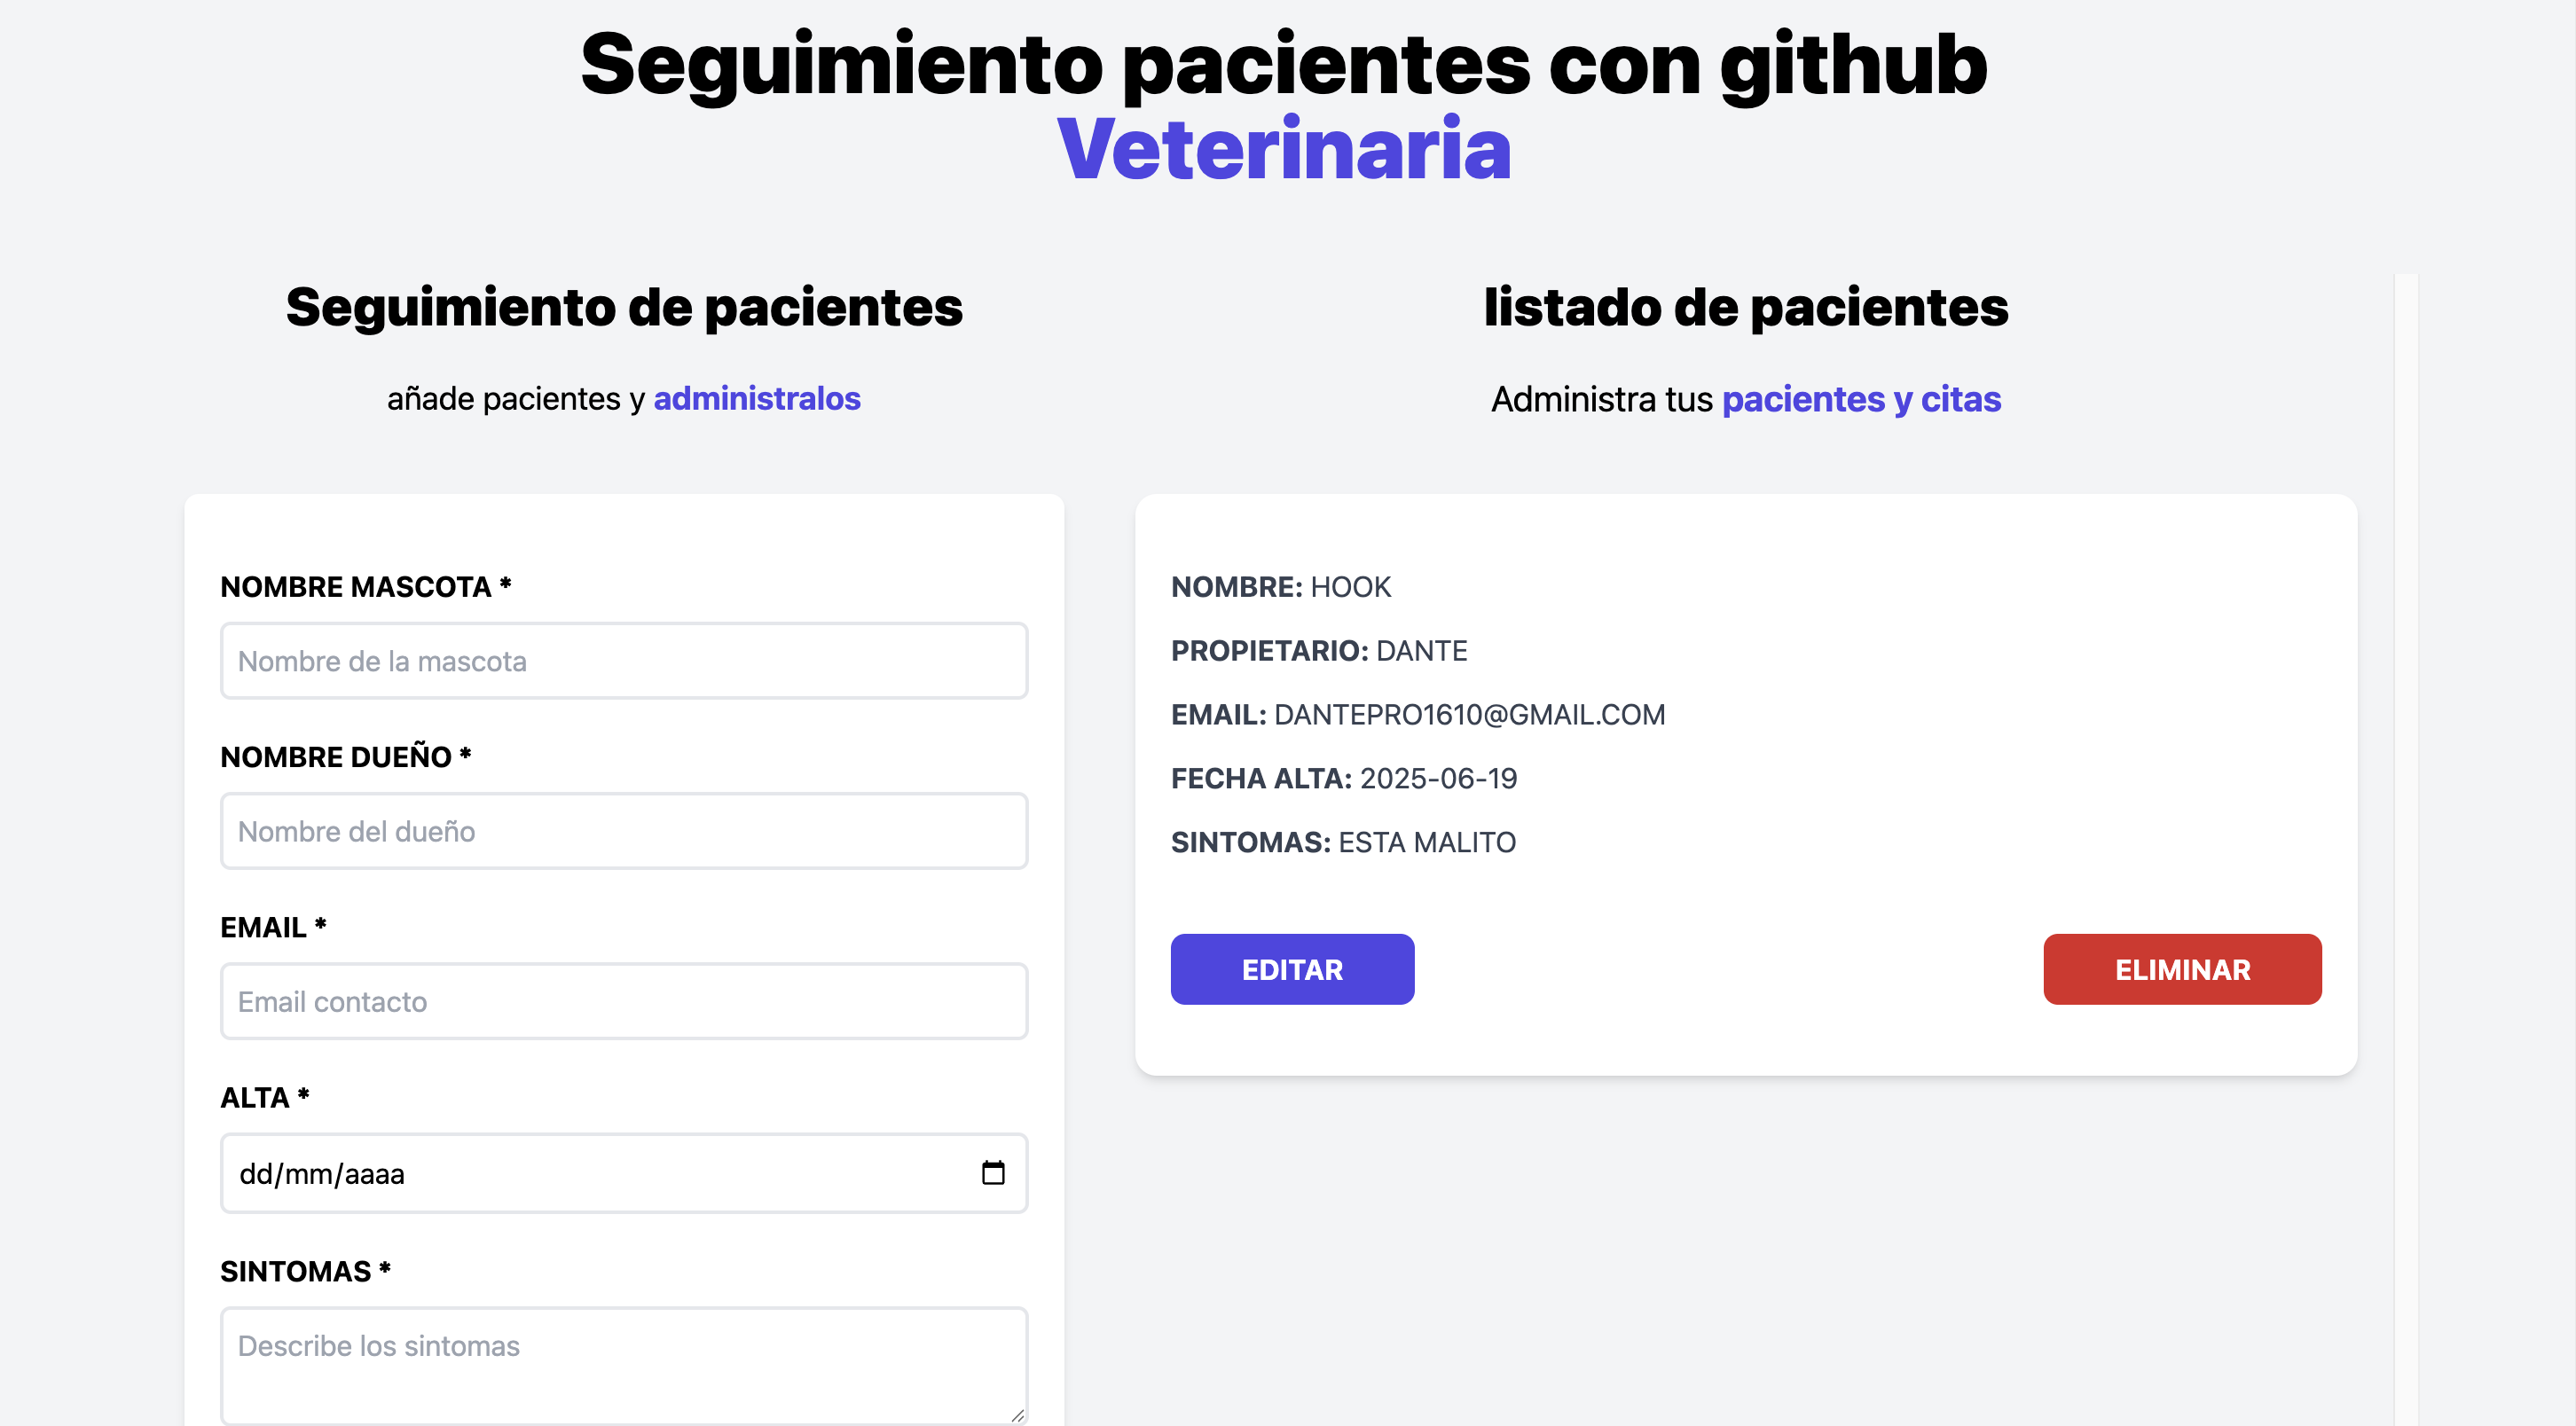 Seguimiento pacientes con github
Veterinaria
Seguimiento de pacientes
añade pacientes y administralos
NOMBRE MASCOTA *
Nombre de la mascota
NOMBRE DUEÑO *
Nombre del dueño
EMAIL *
Email contacto
ALTA *
dd/mm/aaaa
SINTOMAS *
Describe los sintomas
listado de pacientes
Administra tus pacientes y citas
NOMBRE: HOOK
PROPIETARIO: DANTE
EMAIL: DANTEPRO1610@GMAIL.COM
FECHA ALTA: 2025-06-19
SINTOMAS: ESTA MALITO
EDITAR
ELIMINAR